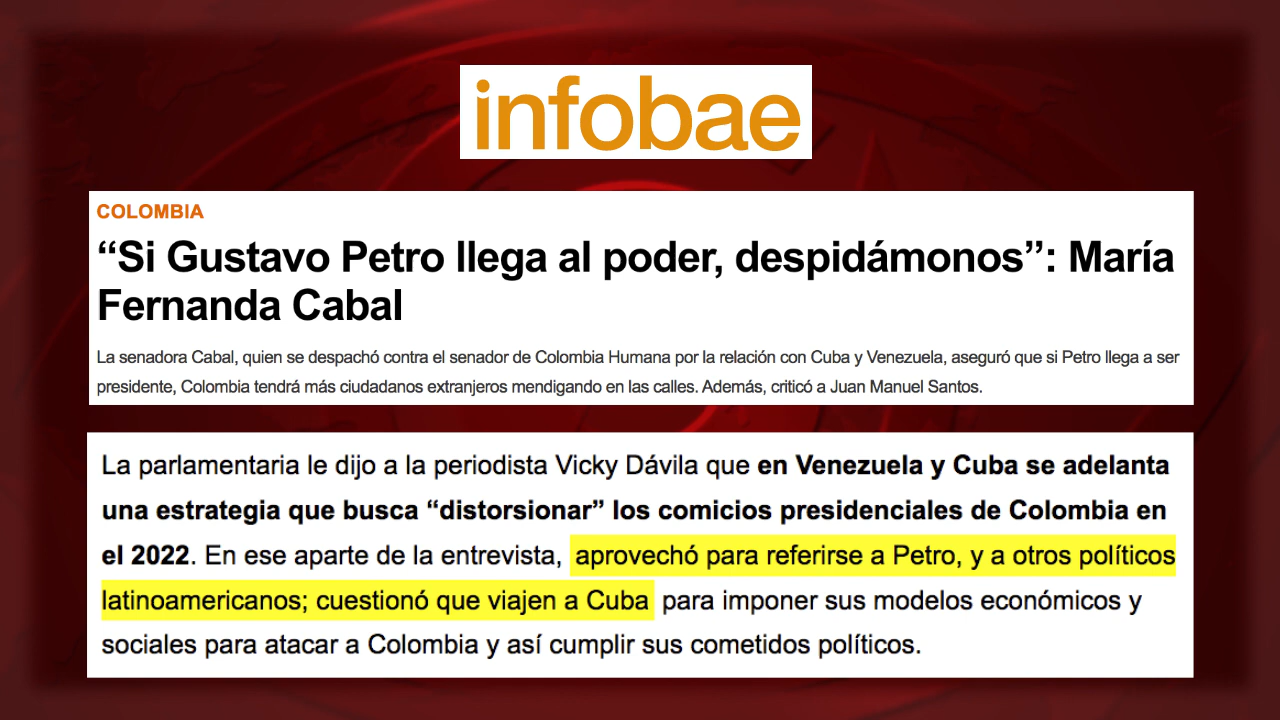 infobae
COLOMBIA
“Si Gustavo Petro llega al poder, despidámonos”: María
Fernanda Cabal
La senadora Cabal, quien se despachó contra el senador de Colombia Humana por la relación con Cuba y Venezuela, aseguró que si Petro llega a ser
presidente, Colombia tendrá más ciudadanos extranjeros mendigando en las calles. Además, criticó a Juan Manuel Santos.
La parlamentaria le dijo a la periodista Vicky Dávila que en Venezuela y Cuba se adelanta
una estrategia que busca “distorsionar” los comicios presidenciales de Colombia en
el 2022. En ese aparte de la entrevista, aprovechó para referirse a Petro, y a otros políticos
latinoamericanos; cuestionó que viajen a Cuba para imponer sus modelos económicos y
sociales para atacar a Colombia y así cumplir sus cometidos políticos.